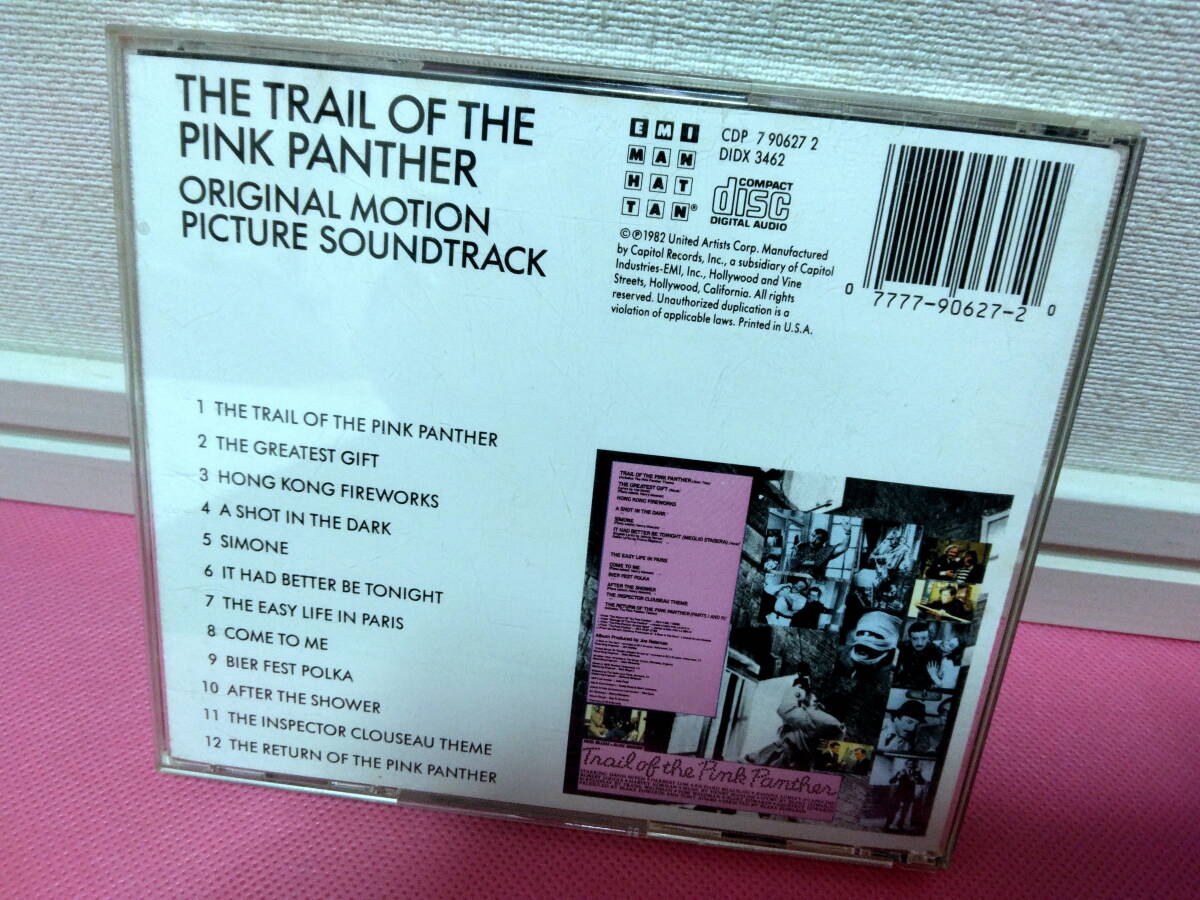 THE TRAIL OF THE
PINK PANTHER
ORIGINAL MOTION
PICTURE SOUNDTRACK
EMI
MAN
HAT
TAN®
CDP 7 90627 2
DIDX 3462
COMPACT
disc
DIGITAL AUDIO
©℗1982 United Artists Corp. Manufactured
by Capitol Records, Inc., a subsidiary of Capitol
Industries-EMI, Inc., Hollywood and Vine
Streets, Hollywood, California. All rights
reserved. Unauthorized duplication is a
violation of applicable laws. Printed in U.S.A.
0 7777-90627-2 0
1 THE TRAIL OF THE PINK PANTHER
2 THE GREATEST GIFT
3 HONG KONG FIREWORKS
4 A SHOT IN THE DARK
5 SIMONE
6 IT HAD BETTER BE TONIGHT
7 THE EASY LIFE IN PARIS
8 COME TO ME
9 BIER FEST POLKA
10 AFTER THE SHOWER
11 THE INSPECTOR CLOUSEAU THEME
12 THE RETURN OF THE PINK PANTHER
TRAIL OF THE PINK PANTHER
THE GREATEST GIFT
HONG KONG FIREWORKS
A SHOT IN THE DARK
SIMONE
IT HAD BETTER BE TONIGHT (MEGLIO STASERA)
THE EASY LIFE IN PARIS
COME TO ME
BIER FEST POLKA
AFTER THE SHOWER
THE INSPECTOR CLOUSEAU THEME
THE RETURN OF THE PINK PANTHER (PARTS I AND II)
Album Produced by Joe Reisman
Trail of the Pink Panther